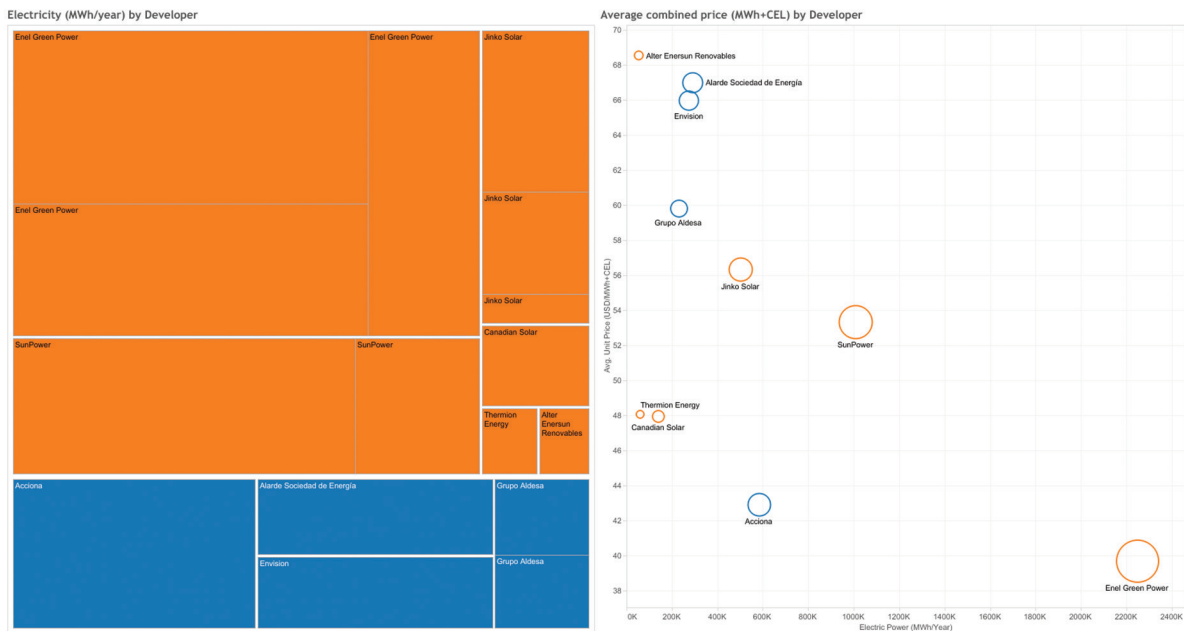 Electricity (MWh/year) by Developer
Enel Green Power
Enel Green Power
Jinko Solar
Jinko Solar
Enel Green Power
Jinko Solar
Canadian Solar
SunPower
SunPower
Thermion
Energy
Alter
Enersun
Renovables
Acciona
Alarde Sociedad de Energía
Grupo Aldesa
Envision
Grupo Aldesa
Average combined price (MWh+CEL) by Developer
Avg. Unit Price (USD/MWh+CEL)
70
68
66
64
62
60
58
56
54
52
50
48
46
44
42
40
38
Alter Enersun Renovables
Alarde Sociedad de Energía
Envision
Grupo Aldesa
Jinko Solar
SunPower
Thermion Energy
Canadian Solar
Acciona
Enel Green Power
0K
200K
400K
600K
800K
1000K
1200K
1400K
1600K
1800K
2000K
2200K
2400K
Electric Power (MWh/Year)